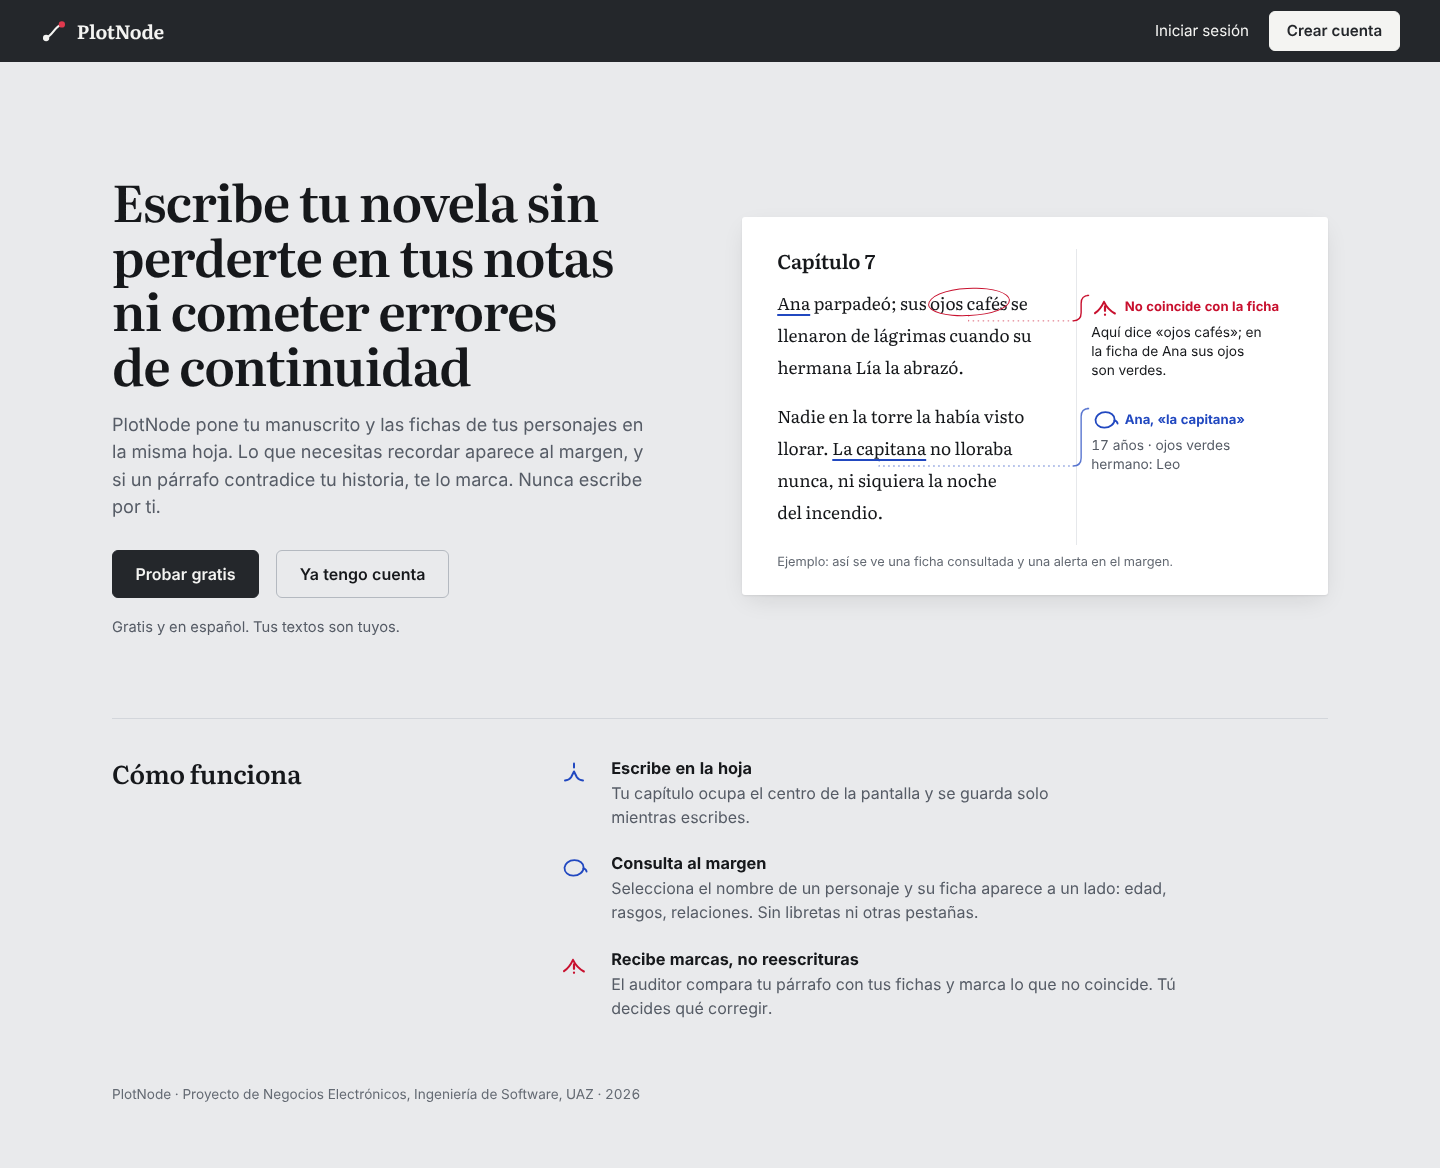 PlotNode
Iniciar sesión
Crear cuenta
Escribe tu novela sin
perderte en tus notas
ni cometer errores
de continuidad
PlotNode pone tu manuscrito y las fichas de tus personajes en
la misma hoja. Lo que necesitas recordar aparece al margen, y
si un párrafo contradice tu historia, te lo marca. Nunca escribe
por ti.
Probar gratis
Ya tengo cuenta
Gratis y en español. Tus textos son tuyos.
Capítulo 7
Ana parpadeó; sus ojos cafés se
llenaron de lágrimas cuando su
hermana Lía la abrazó.
Nadie en la torre la había visto
llorar. La capitana no lloraba
nunca, ni siquiera la noche
del incendio.
No coincide con la ficha
Aquí dice «ojos cafés»; en
la ficha de Ana sus ojos
son verdes.
Ana, «la capitana»
17 años · ojos verdes
hermano: Leo
Ejemplo: así se ve una ficha consultada y una alerta en el margen.
Cómo funciona
Escribe en la hoja
Tu capítulo ocupa el centro de la pantalla y se guarda solo
mientras escribes.
Consulta al margen
Selecciona el nombre de un personaje y su ficha aparece a un lado: edad,
rasgos, relaciones. Sin libretas ni otras pestañas.
Recibe marcas, no reescrituras
El auditor compara tu párrafo con tus fichas y marca lo que no coincide. Tú
decides qué corregir.
PlotNode · Proyecto de Negocios Electrónicos, Ingeniería de Software, UAZ · 2026